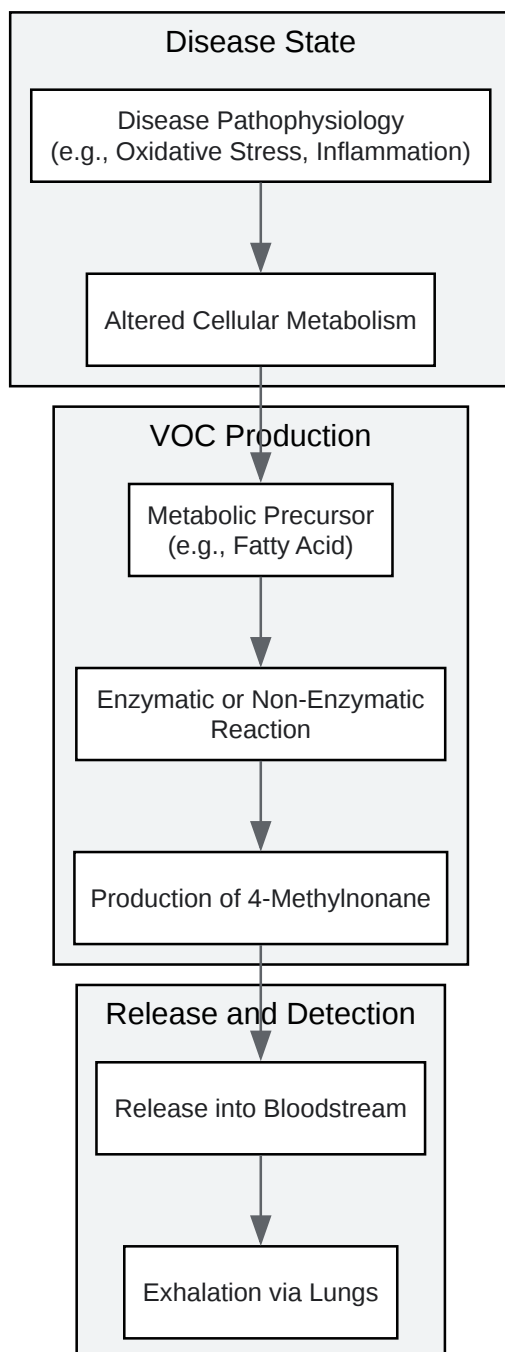 Disease State
Disease Pathophysiology
(e.g., Oxidative Stress, Inflammation)
Altered Cellular Metabolism
VOC Production
Metabolic Precursor
(e.g., Fatty Acid)
Enzymatic or Non-Enzymatic
Reaction
Production of 4-Methylnonane
Release and Detection
Release into Bloodstream
Exhalation via Lungs